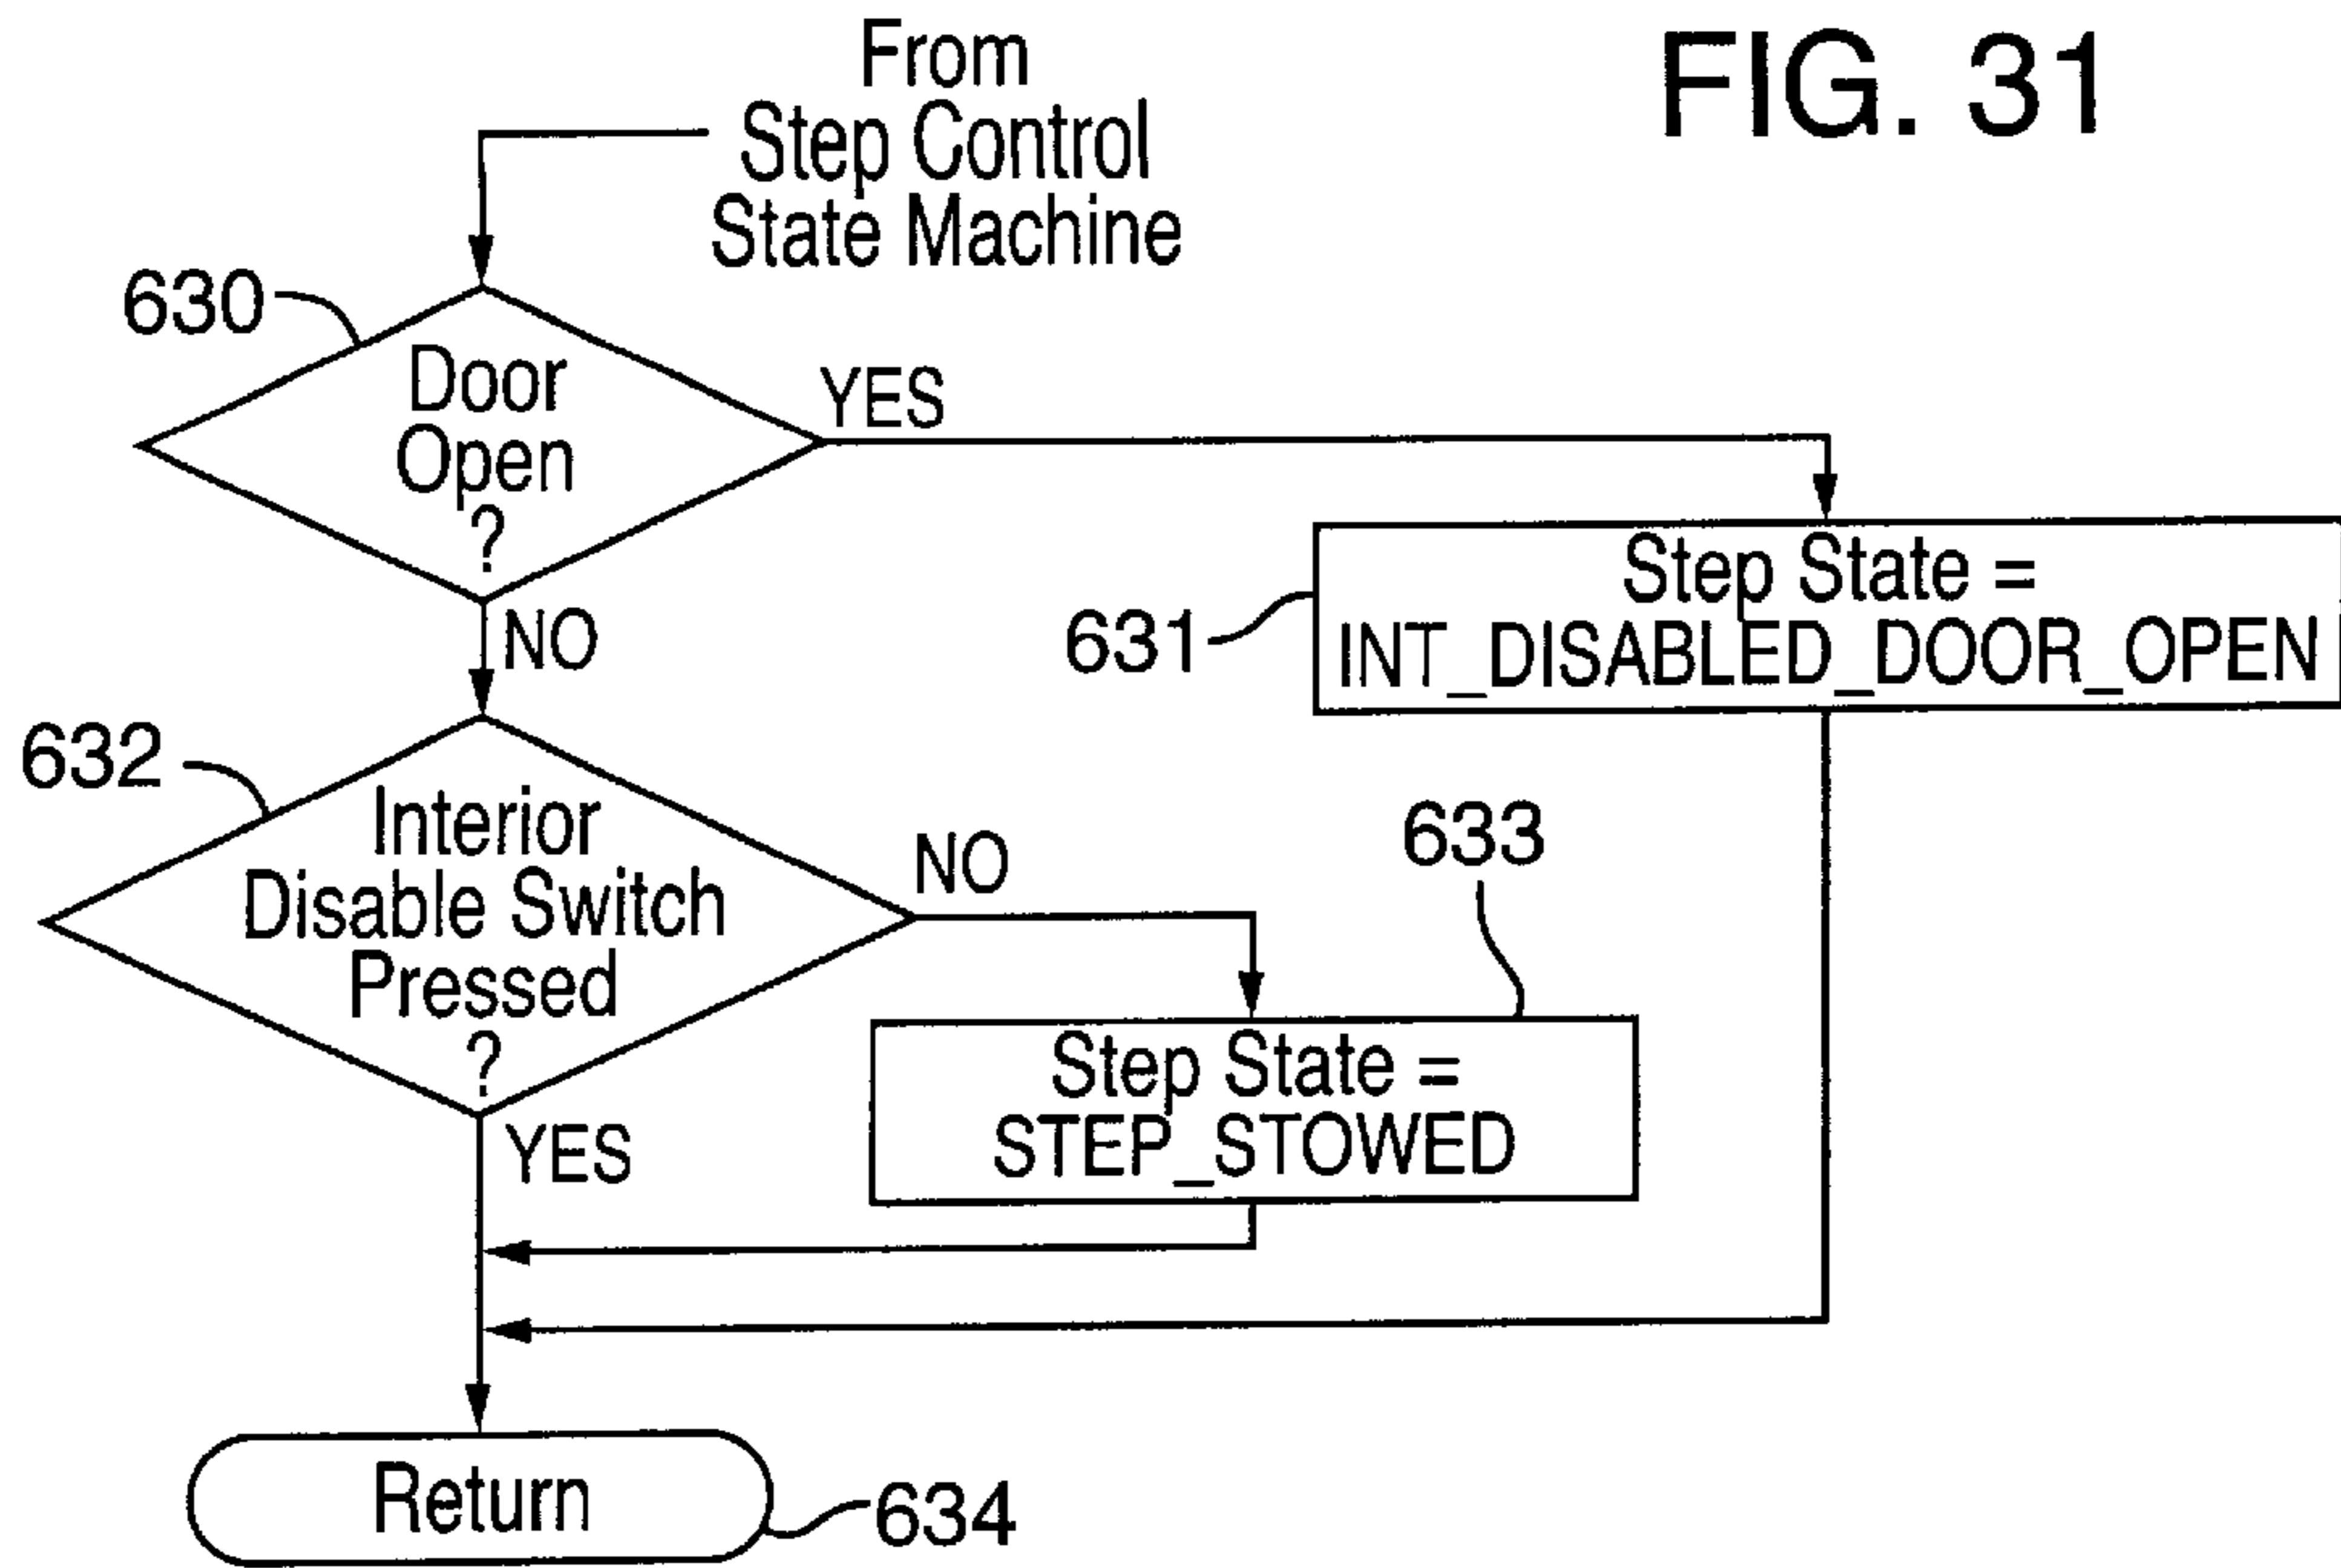 FIG. 31
From
Step Control
State Machine
630
Door
Open
?
YES
NO
631
Step State =
INT_DISABLED_DOOR_OPEN
632
Interior
Disable Switch
Pressed
?
NO
YES
633
Step State =
STEP_STOWED
Return
634